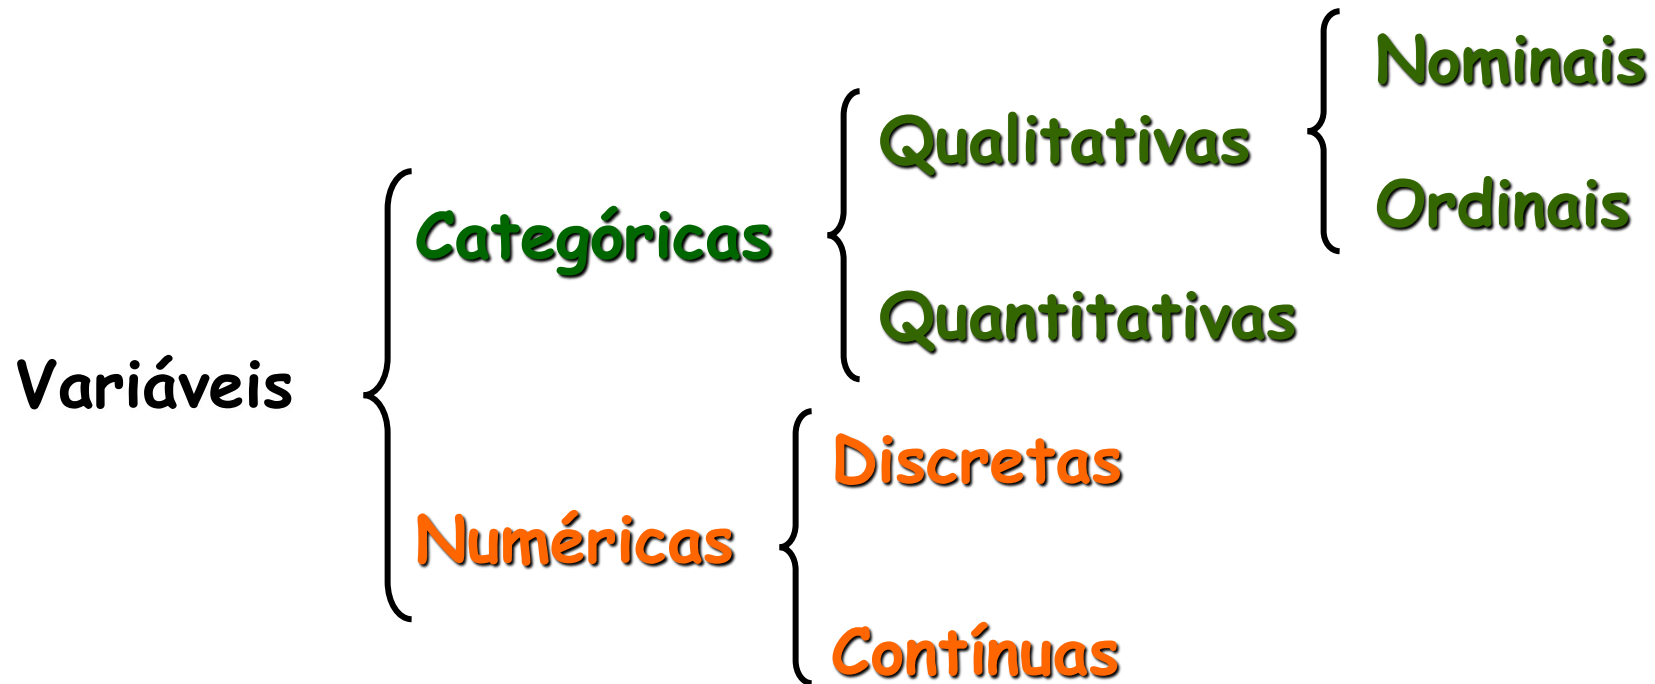 Nominais
Qualitativas
Ordinais
Categóricas
Quantitativas
Variáveis
Discretas
Numéricas
Contínuas